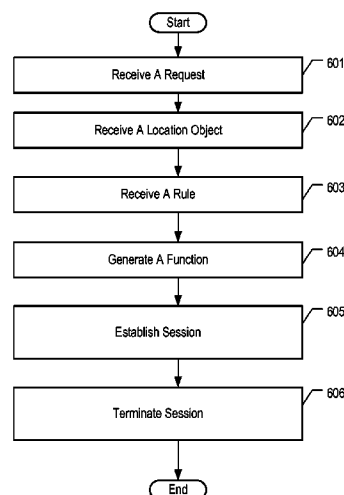 Start
Receive A Request
601
Receive A Location Object
602
Receive A Rule
603
Generate A Function
604
Establish Session
605
Terminate Session
606
End